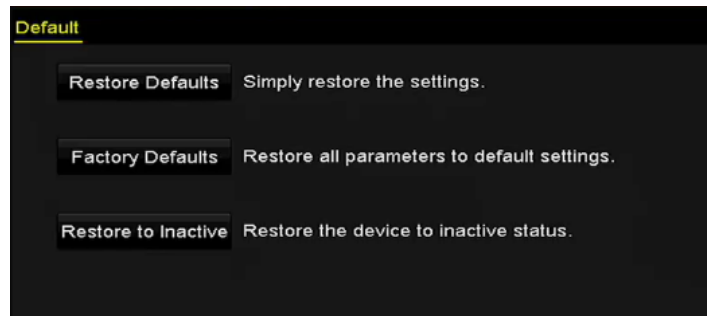 Default
Restore Defaults Simply restore the settings.
Factory Defaults Restore all parameters to default settings.
Restore to Inactive Restore the device to inactive status.